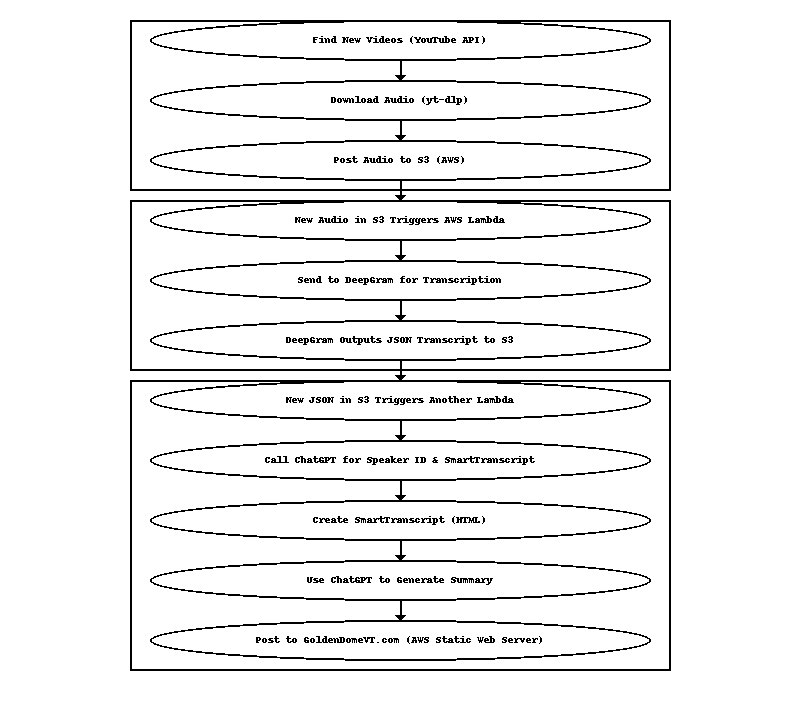 Find New Videos (YouTube API)
Download Audio (yt-dlp)
Post Audio to S3 (AWS)
New Audio in S3 Triggers AWS Lambda
Send to DeepGram for Transcription
DeepGram Outputs JSON Transcript to S3
New JSON in S3 Triggers Another Lambda
Call ChatGPT for Speaker ID & SmartTranscript
Create SmartTranscript (HTML)
Use ChatGPT to Generate Summary
Post to GoldenDomeVT.com (AWS Static Web Server)